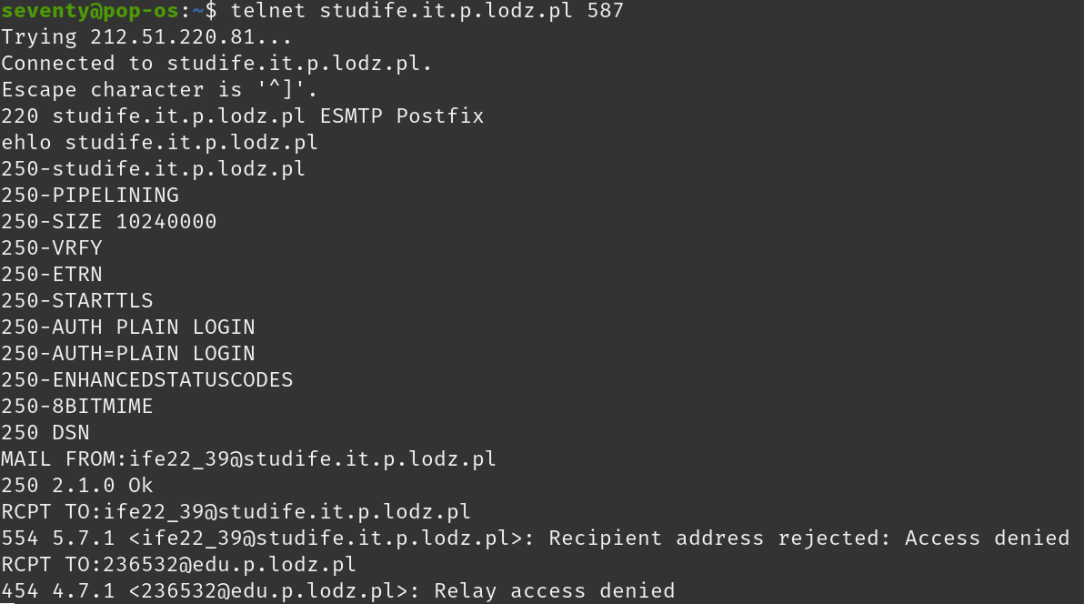 seventy@pop-os:~$ telnet studife.it.p.lodz.pl 587
Trying 212.51.220.81...
Connected to studife.it.p.lodz.pl.
Escape character is '^]'.
220 studife.it.p.lodz.pl ESMTP Postfix
ehlo studife.it.p.lodz.pl
250-studife.it.p.lodz.pl
250-PIPELINING
250-SIZE 10240000
250-VRFY
250-ETRN
250-STARTTLS
250-AUTH PLAIN LOGIN
250-AUTH=PLAIN LOGIN
250-ENHANCEDSTATUSCODES
250-8BITMIME
250 DSN
MAIL FROM:ife22_39@studife.it.p.lodz.pl
250 2.1.0 Ok
RCPT TO:ife22_39@studife.it.p.lodz.pl
554 5.7.1 <ife22_39@studife.it.p.lodz.pl>: Recipient address rejected: Access denied
RCPT TO:236532@edu.p.lodz.pl
454 4.7.1 <236532@edu.p.lodz.pl>: Relay access denied